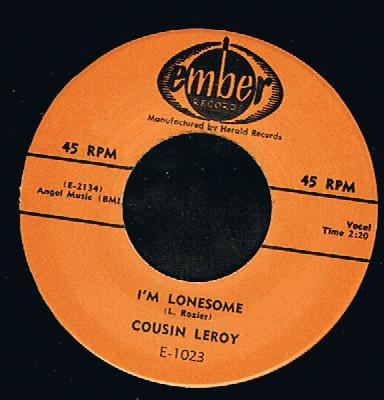 ember
RECORDS
Manufactured by Herald Records
45 RPM
45 RPM
(E-2134)
Angel Music (BMI
Vocal
Time 2:20
I'M LONESOME
(L. Rozier)
COUSIN LEROY
E-1023